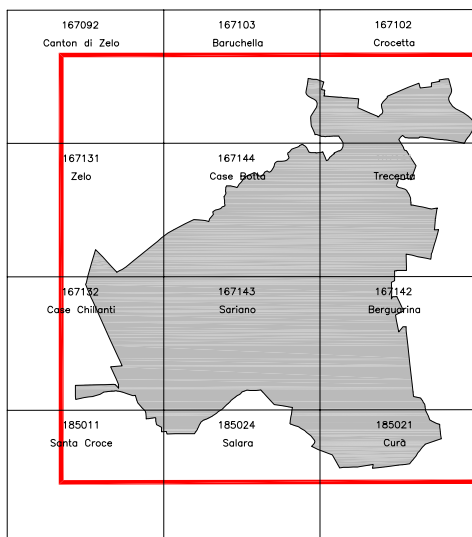 167092 167103 167102
Canton di Zelo Baruchella Crocetta
167131 167144
Zelo Case Botta Trecenta
167132 167143 167142
Case Chillanti Sariano Berguarina
185011 185024 185021
Santa Croce Salara Curà